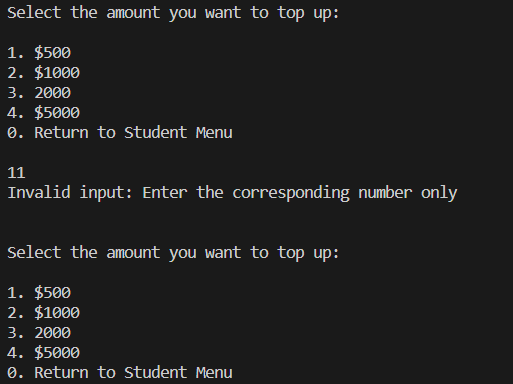 Select the amount you want to top up:
1. $500
2. $1000
3. 2000
4. $5000
0. Return to Student Menu
11
Invalid input: Enter the corresponding number only
Select the amount you want to top up:
1. $500
2. $1000
3. 2000
4. $5000
0. Return to Student Menu